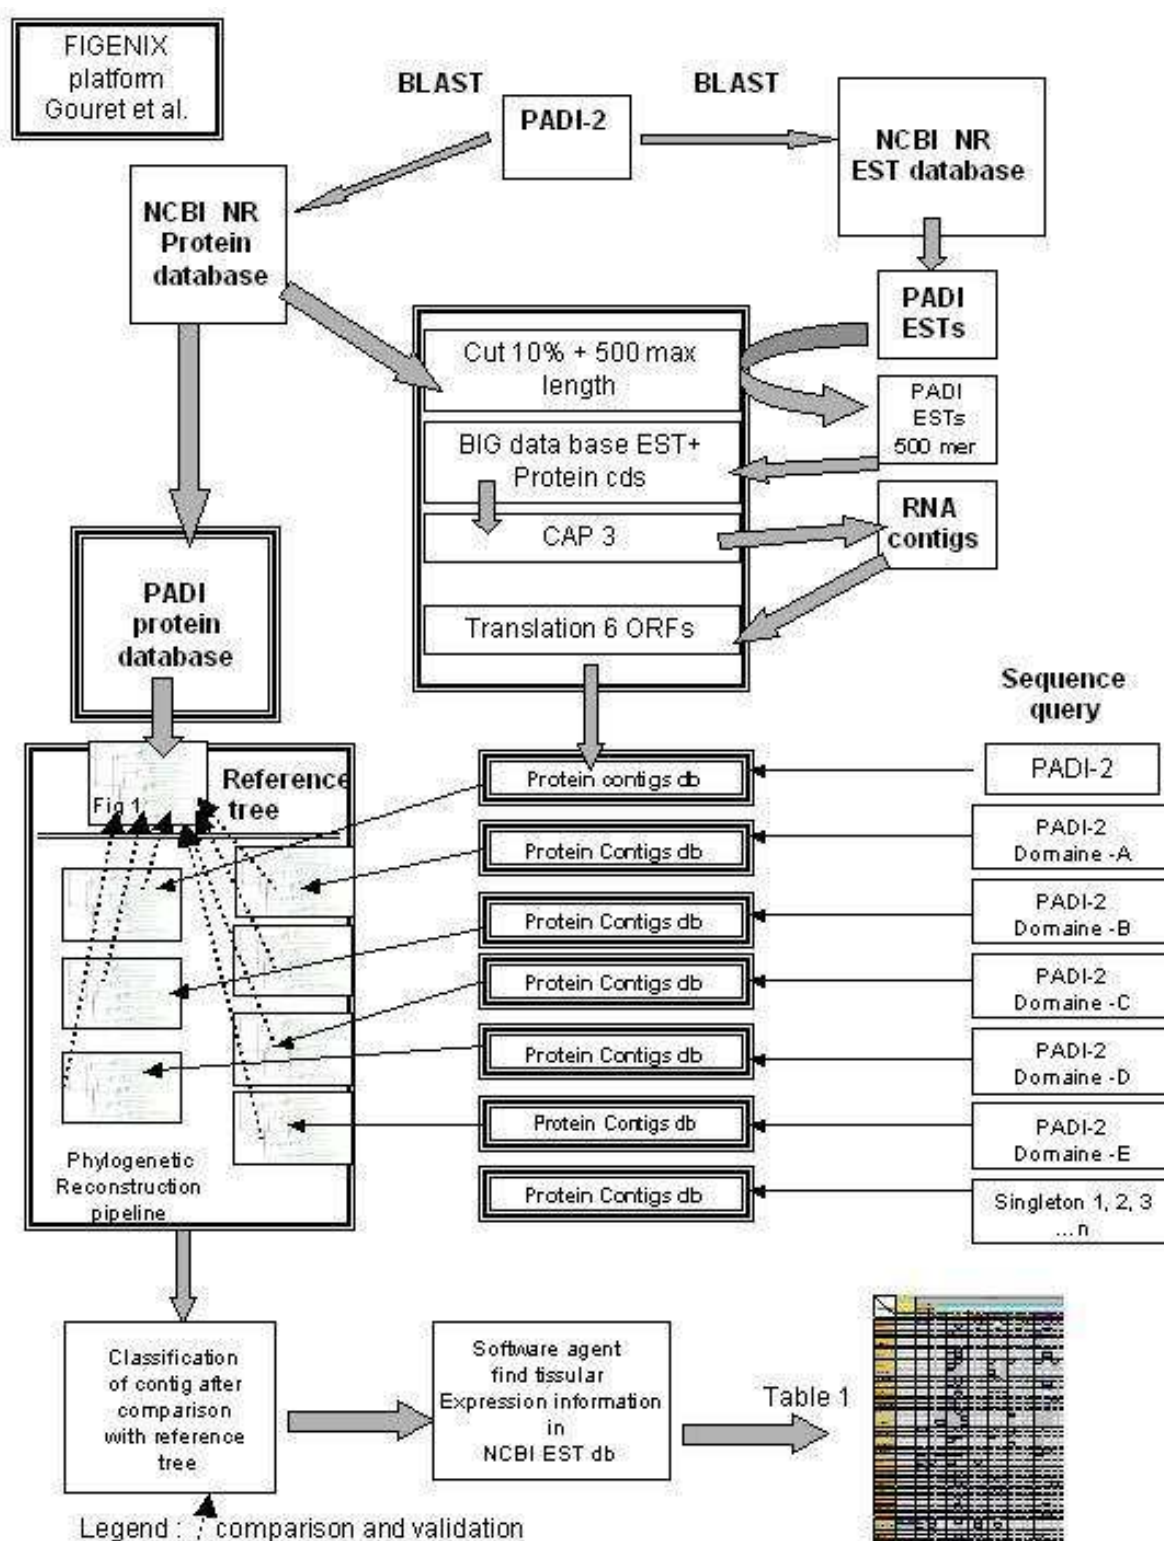 FIGENIX
platform
Gouret et al.
BLAST
BLAST
PADI-2
NCBI NR
EST database
NCBI NR
Protein
database
PADI
ESTs
Cut 10% + 500 max
length
PADI
ESTs
500 mer
BIG data base EST+
Protein cds
RNA
contigs
CAP 3
PADI
protein
database
Translation 6 ORFs
Sequence
query
Reference
tree
Fig 1
Protein contigs db
PADI-2
Protein Contigs db
PADI-2
Domaine -A
Protein Contigs db
PADI-2
Domaine -B
Protein Contigs db
PADI-2
Domaine -C
Protein Contigs db
PADI-2
Domaine -D
Protein Contigs db
PADI-2
Domaine -E
Protein Contigs db
Singleton 1, 2, 3
...n
Phylogenetic
Reconstruction
pipeline
Classification
of contig after
comparison
with reference
tree
Software agent
find tissular
Expression information
in
NCBI EST db
Table 1
Legend : comparison and validation